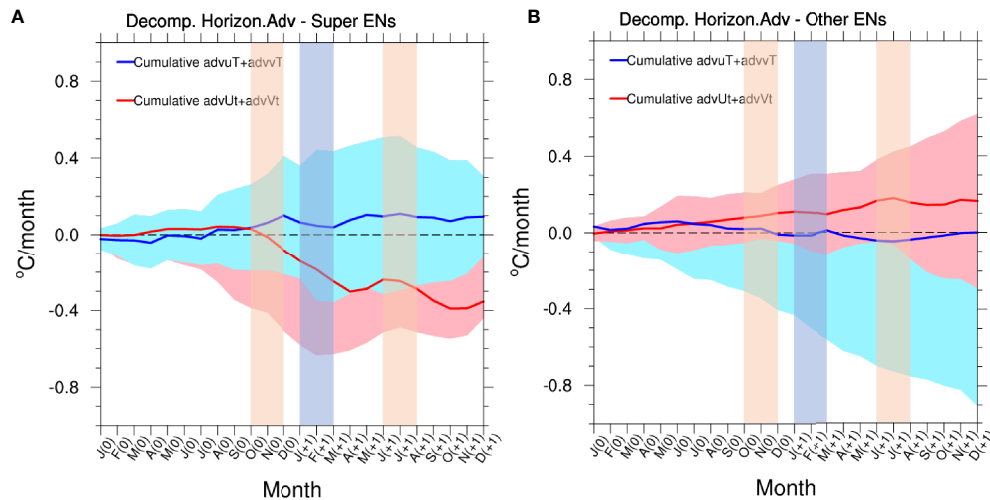 A
Decomp. Horizon.Adv - Super ENs
Cumulative advuT+advvT
Cumulative advUt+advVt
0.8
0.4
0.0
-0.4
-0.8
°C/month
J(0) F(0) M(0) A(0) M(0) J(0) J(0) A(0) S(0) O(0) N(0) D(0) J(+1) F(+1) M(+1) A(+1) M(+1) J(+1) J(+1) A(+1) S(+1) O(+1) N(+1) D(+1)
Month
B
Decomp. Horizon.Adv - Other ENs
Cumulative advuT+advvT
Cumulative advUt+advVt
0.8
0.4
0.0
-0.4
-0.8
°C/month
J(0) F(0) M(0) A(0) M(0) J(0) J(0) A(0) S(0) O(0) N(0) D(0) J(+1) F(+1) M(+1) A(+1) M(+1) J(+1) J(+1) A(+1) S(+1) O(+1) N(+1) D(+1)
Month